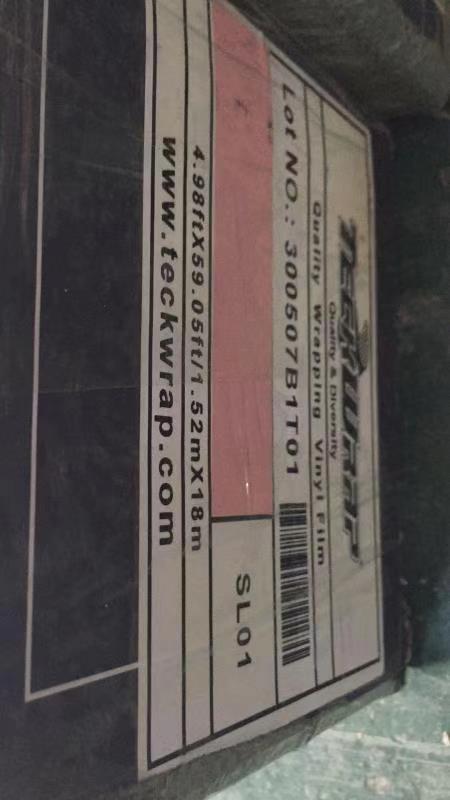 TECKWRAP
Quality & Diversity
Quality Wrapping Vinyl Film
Lot NO.: 300507B1T01
SL01
4.98ftX59.05ft/1.52mX18m
www.teckwrap.com